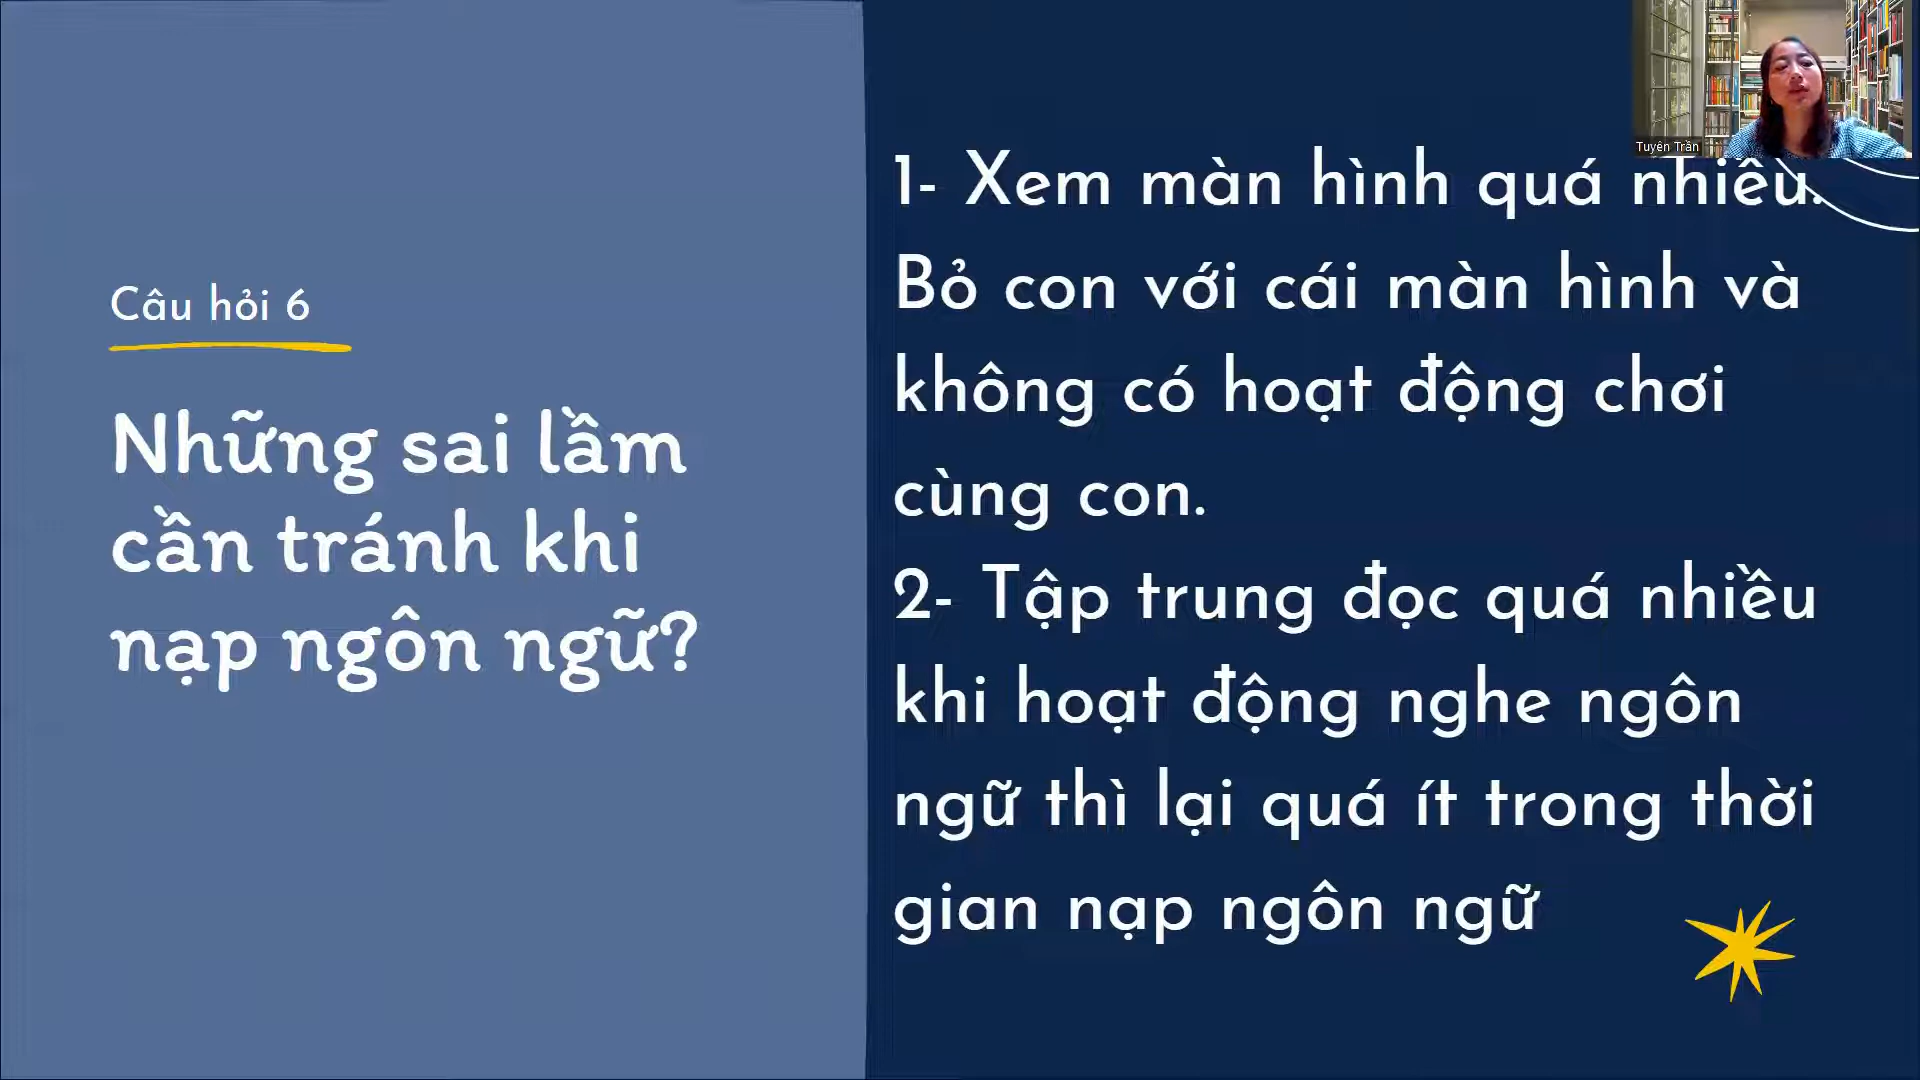 Câu hỏi 6
Những sai lầm
cần tránh khi
nạp ngôn ngữ?
Tuyên Trần
1- Xem màn hình quá nhiều.
Bỏ con với cái màn hình và
không có hoạt động chơi
cùng con.
2- Tập trung đọc quá nhiều
khi hoạt động nghe ngôn
ngữ thì lại quá ít trong thời
gian nạp ngôn ngữ